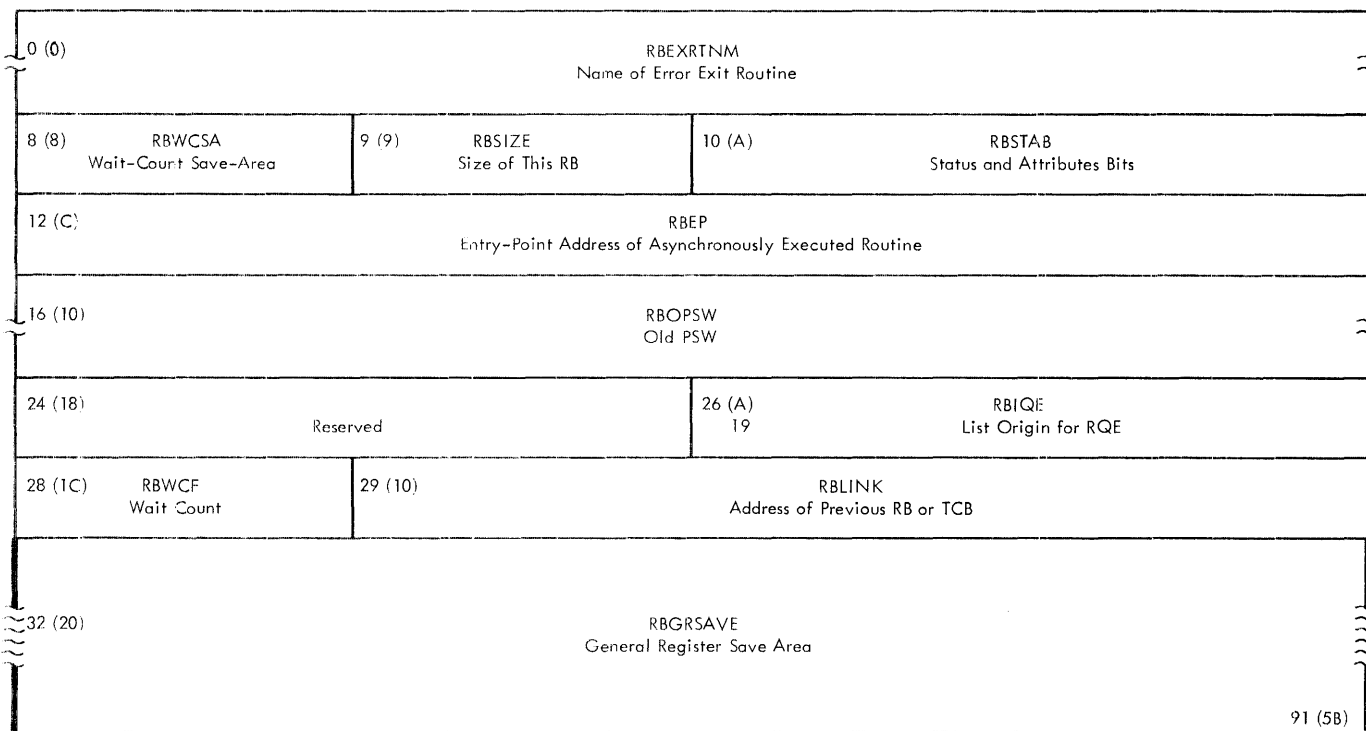 0 (0)
RBEXRTNM
Name of Error Exit Routine
8 (8) RBWCSA
Wait-Count Save-Area
9 (9) RBSIZE
Size of This RB
10 (A) RBSTAB
Status and Attributes Bits
12 (C)
RBEP
Entry-Point Address of Asynchronously Executed Routine
16 (10)
RBOPSW
Old PSW
24 (18)
Reserved
26 (A) RBIQE
19 List Origin for RQE
28 (1C) RBWCF
Wait Count
29 (10) RBLINK
Address of Previous RB or TCB
32 (20)
RBGRSAVE
General Register Save Area
91 (5B)